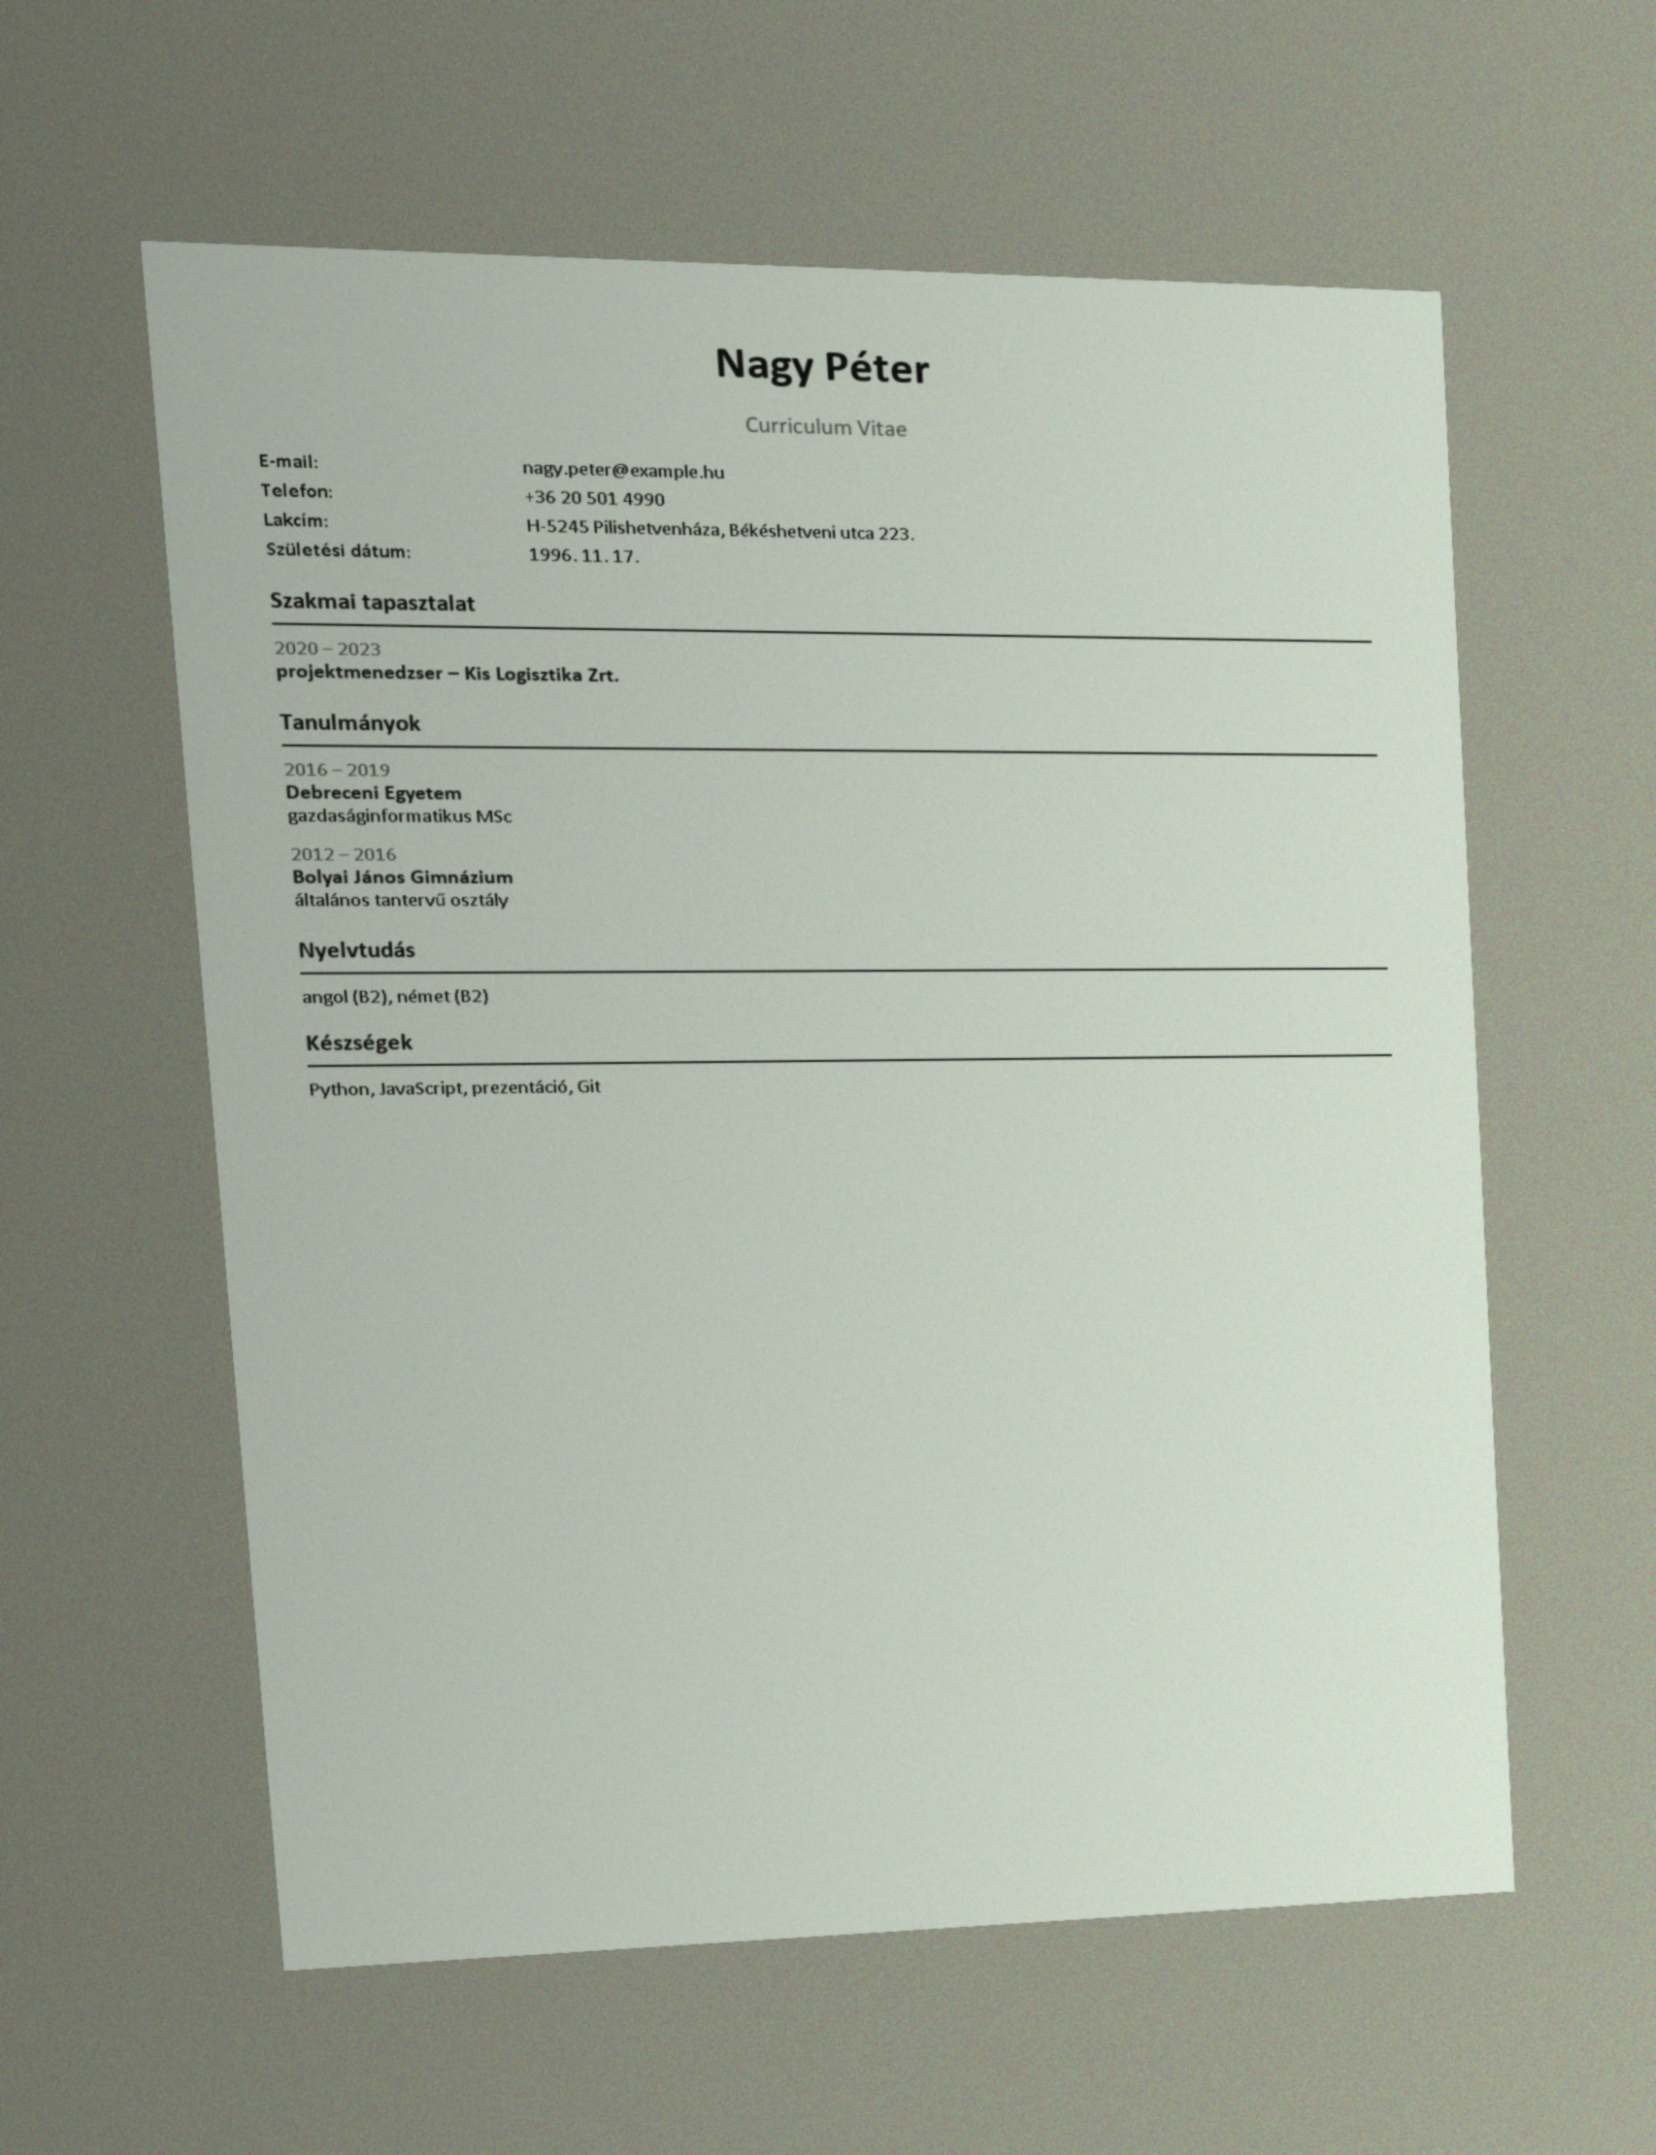 Nagy Péter
Curriculum Vitae
E-mail: nagy.peter@example.hu
Telefon: +36 20 501 4990
Lakcím: H-5245 Pilishetvenháza, Békéshetveni utca 223.
Születési dátum: 1996. 11. 17.
Szakmai tapasztalat
2020 – 2023
projektmenedzser – Kis Logisztika Zrt.
Tanulmányok
2016 – 2019
Debreceni Egyetem
gazdaságinformatikus MSc
2012 – 2016
Bolyai János Gimnázium
általános tantervű osztály
Nyelvtudás
angol (B2), német (B2)
Készségek
Python, JavaScript, prezentáció, Git